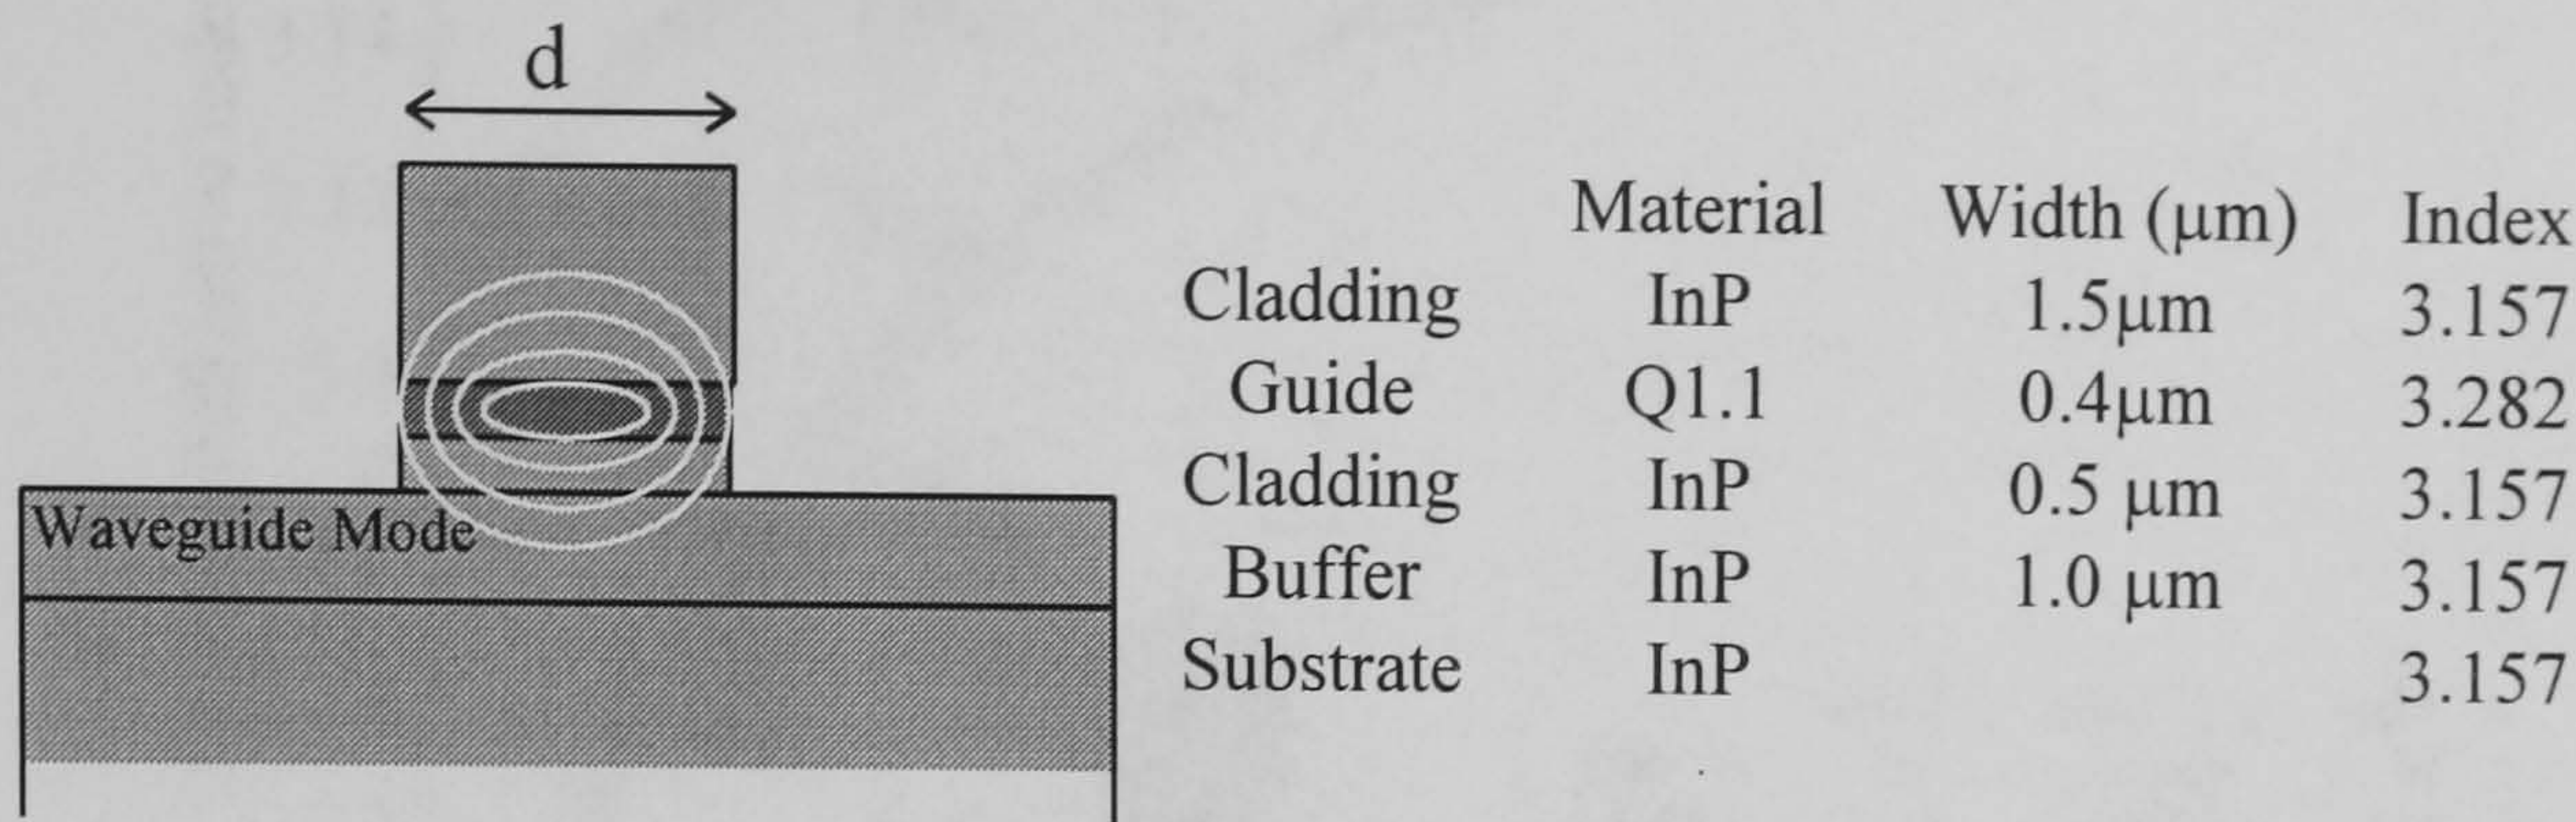 d
Material Width (μm) Index
Cladding InP 1.5μm 3.157
Guide Q1.1 0.4μm 3.282
Cladding InP 0.5 μm 3.157
Waveguide Mode
Buffer InP 1.0 μm 3.157
Substrate InP 3.157